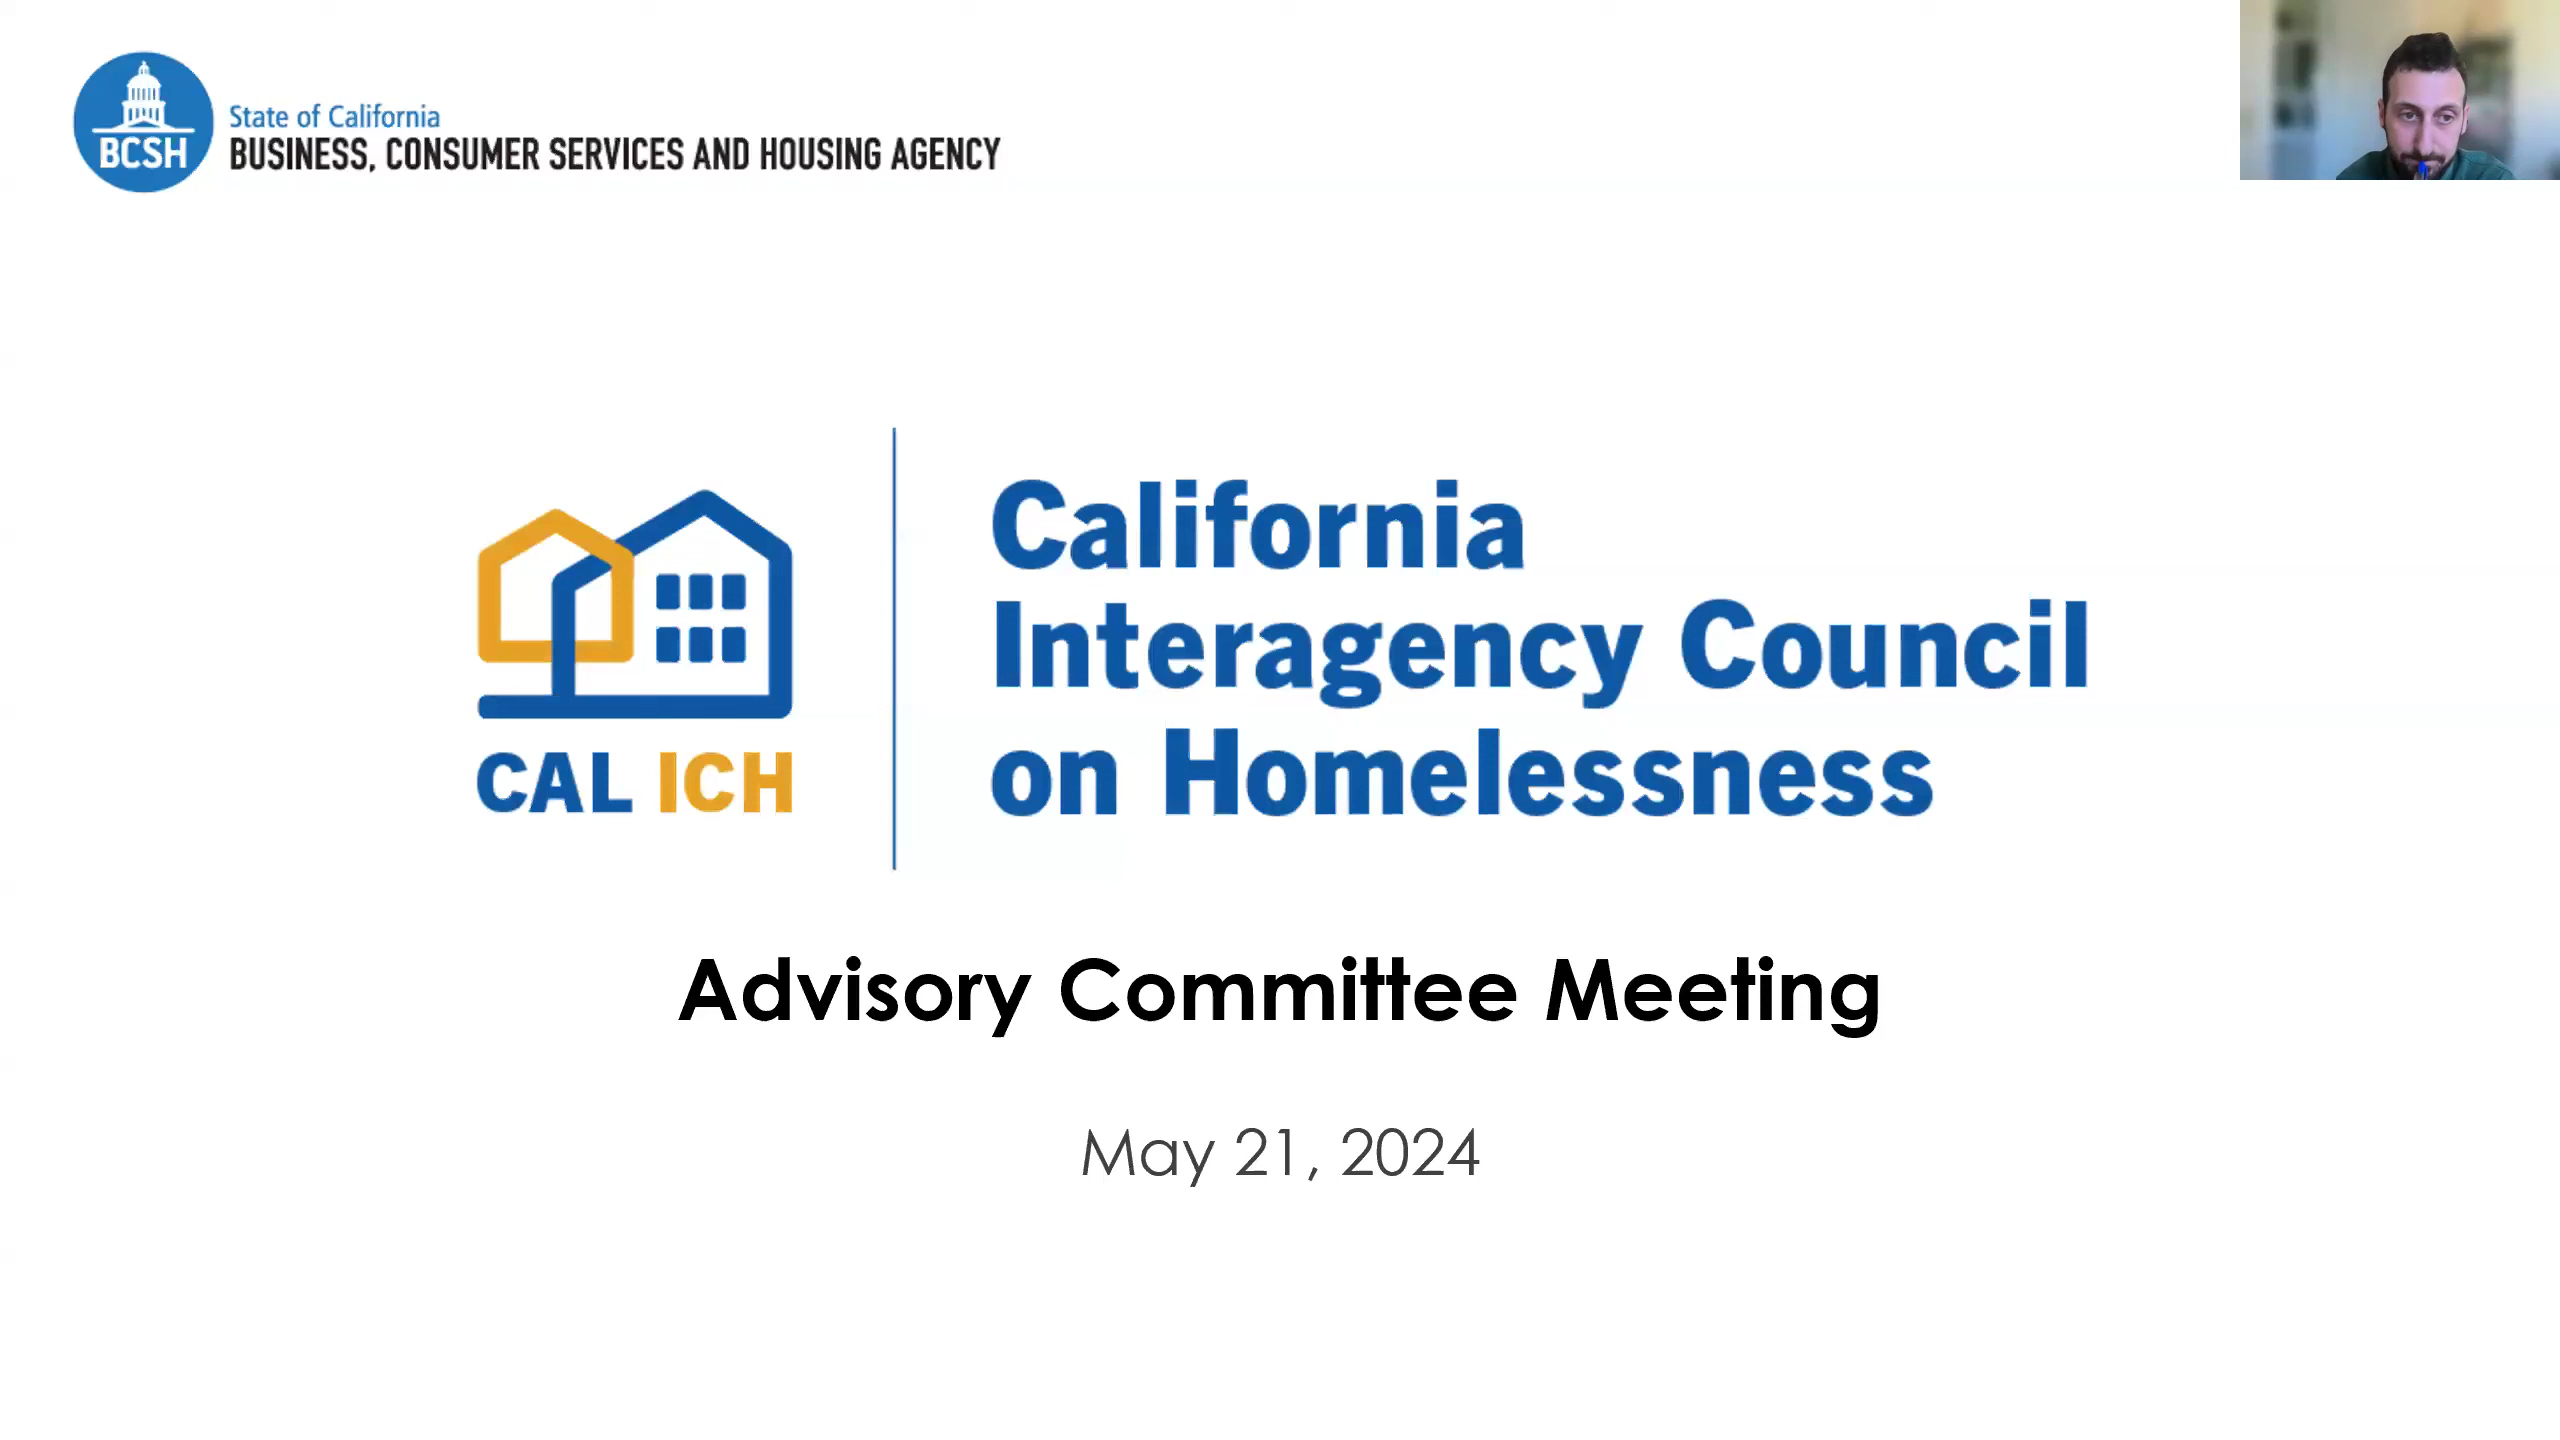 State of California
BCSH
BUSINESS, CONSUMER SERVICES AND HOUSING AGENCY
California
Interagency Council
on Homelessness
CAL ICH
Advisory Committee Meeting
May 21, 2024